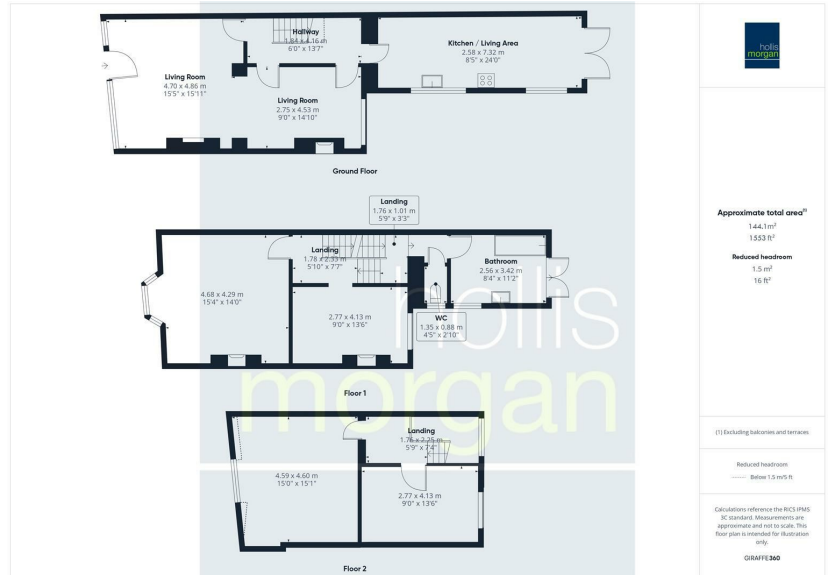 Hallway
1.84 x 4.16 m
6'0" x 13'7"
Kitchen / Living Area
2.58 x 7.32 m
8'5" x 24'0"
Living Room
4.70 x 4.86 m
15'5" x 15'11"
Living Room
2.75 x 4.53 m
9'0" x 14'10"
Ground Floor
Landing
1.76 x 1.01 m
5'9" x 3'3"
Landing
1.78 x 2.33 m
5'10" x 7'7"
Bathroom
2.56 x 3.42 m
8'4" x 11'2"
4.68 x 4.29 m
15'4" x 14'0"
2.77 x 4.13 m
9'0" x 13'6"
WC
1.35 x 0.88 m
4'5" x 2'10"
hollis
morgan
Floor 1
Landing
1.76 x 2.25 m
5'9" x 7'4"
4.59 x 4.60 m
15'0" x 15'1"
2.77 x 4.13 m
9'0" x 13'6"
Floor 2
hollis
morgan
Approximate total area(1)
144.1 m²
1553 ft²
Reduced headroom
1.5 m²
16 ft²
(1) Excluding balconies and terraces
Reduced headroom
Below 1.5 m/5 ft
Calculations reference the RICS IPMS
3C standard. Measurements are
approximate and not to scale. This
floor plan is intended for illustration
only.
GIRAFFE360